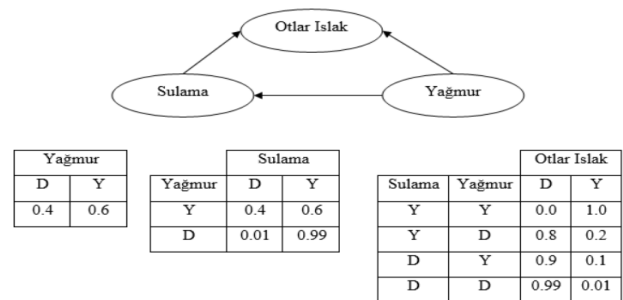 Otlar Islak
Sulama
Yağmur
Yağmur
D Y
0.4 0.6
Sulama
Yağmur D Y
Y 0.4 0.6
D 0.01 0.99
Otlar Islak
Sulama Yağmur D Y
Y Y 0.0 1.0
Y D 0.8 0.2
D Y 0.9 0.1
D D 0.99 0.01